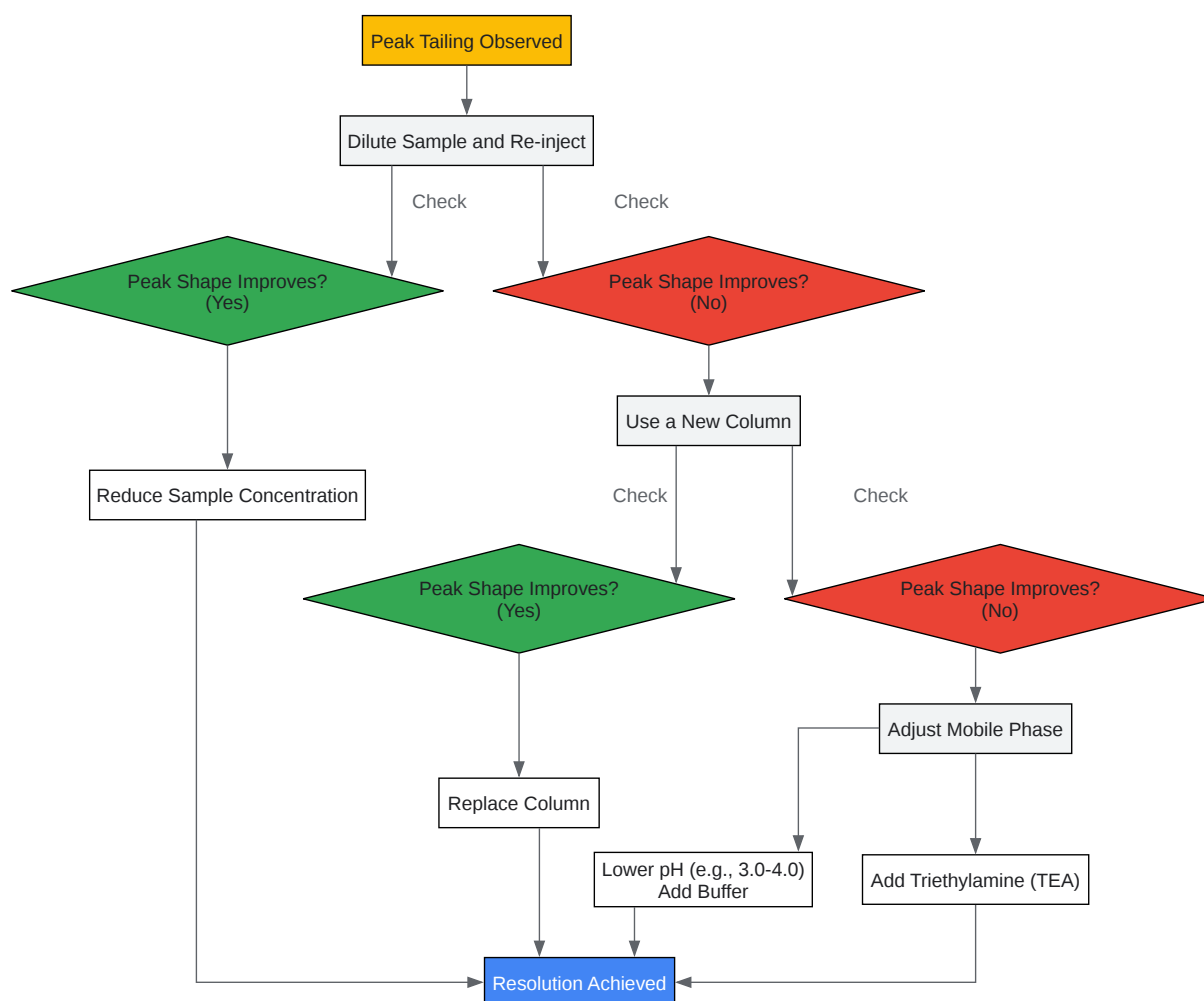 Peak Tailing Observed
Dilute Sample and Re-inject
Check
Check
Peak Shape Improves?
(Yes)
Peak Shape Improves?
(No)
Use a New Column
Reduce Sample Concentration
Check
Check
Peak Shape Improves?
(Yes)
Peak Shape Improves?
(No)
Adjust Mobile Phase
Replace Column
Lower pH (e.g., 3.0-4.0)
Add Buffer
Add Triethylamine (TEA)
Resolution Achieved